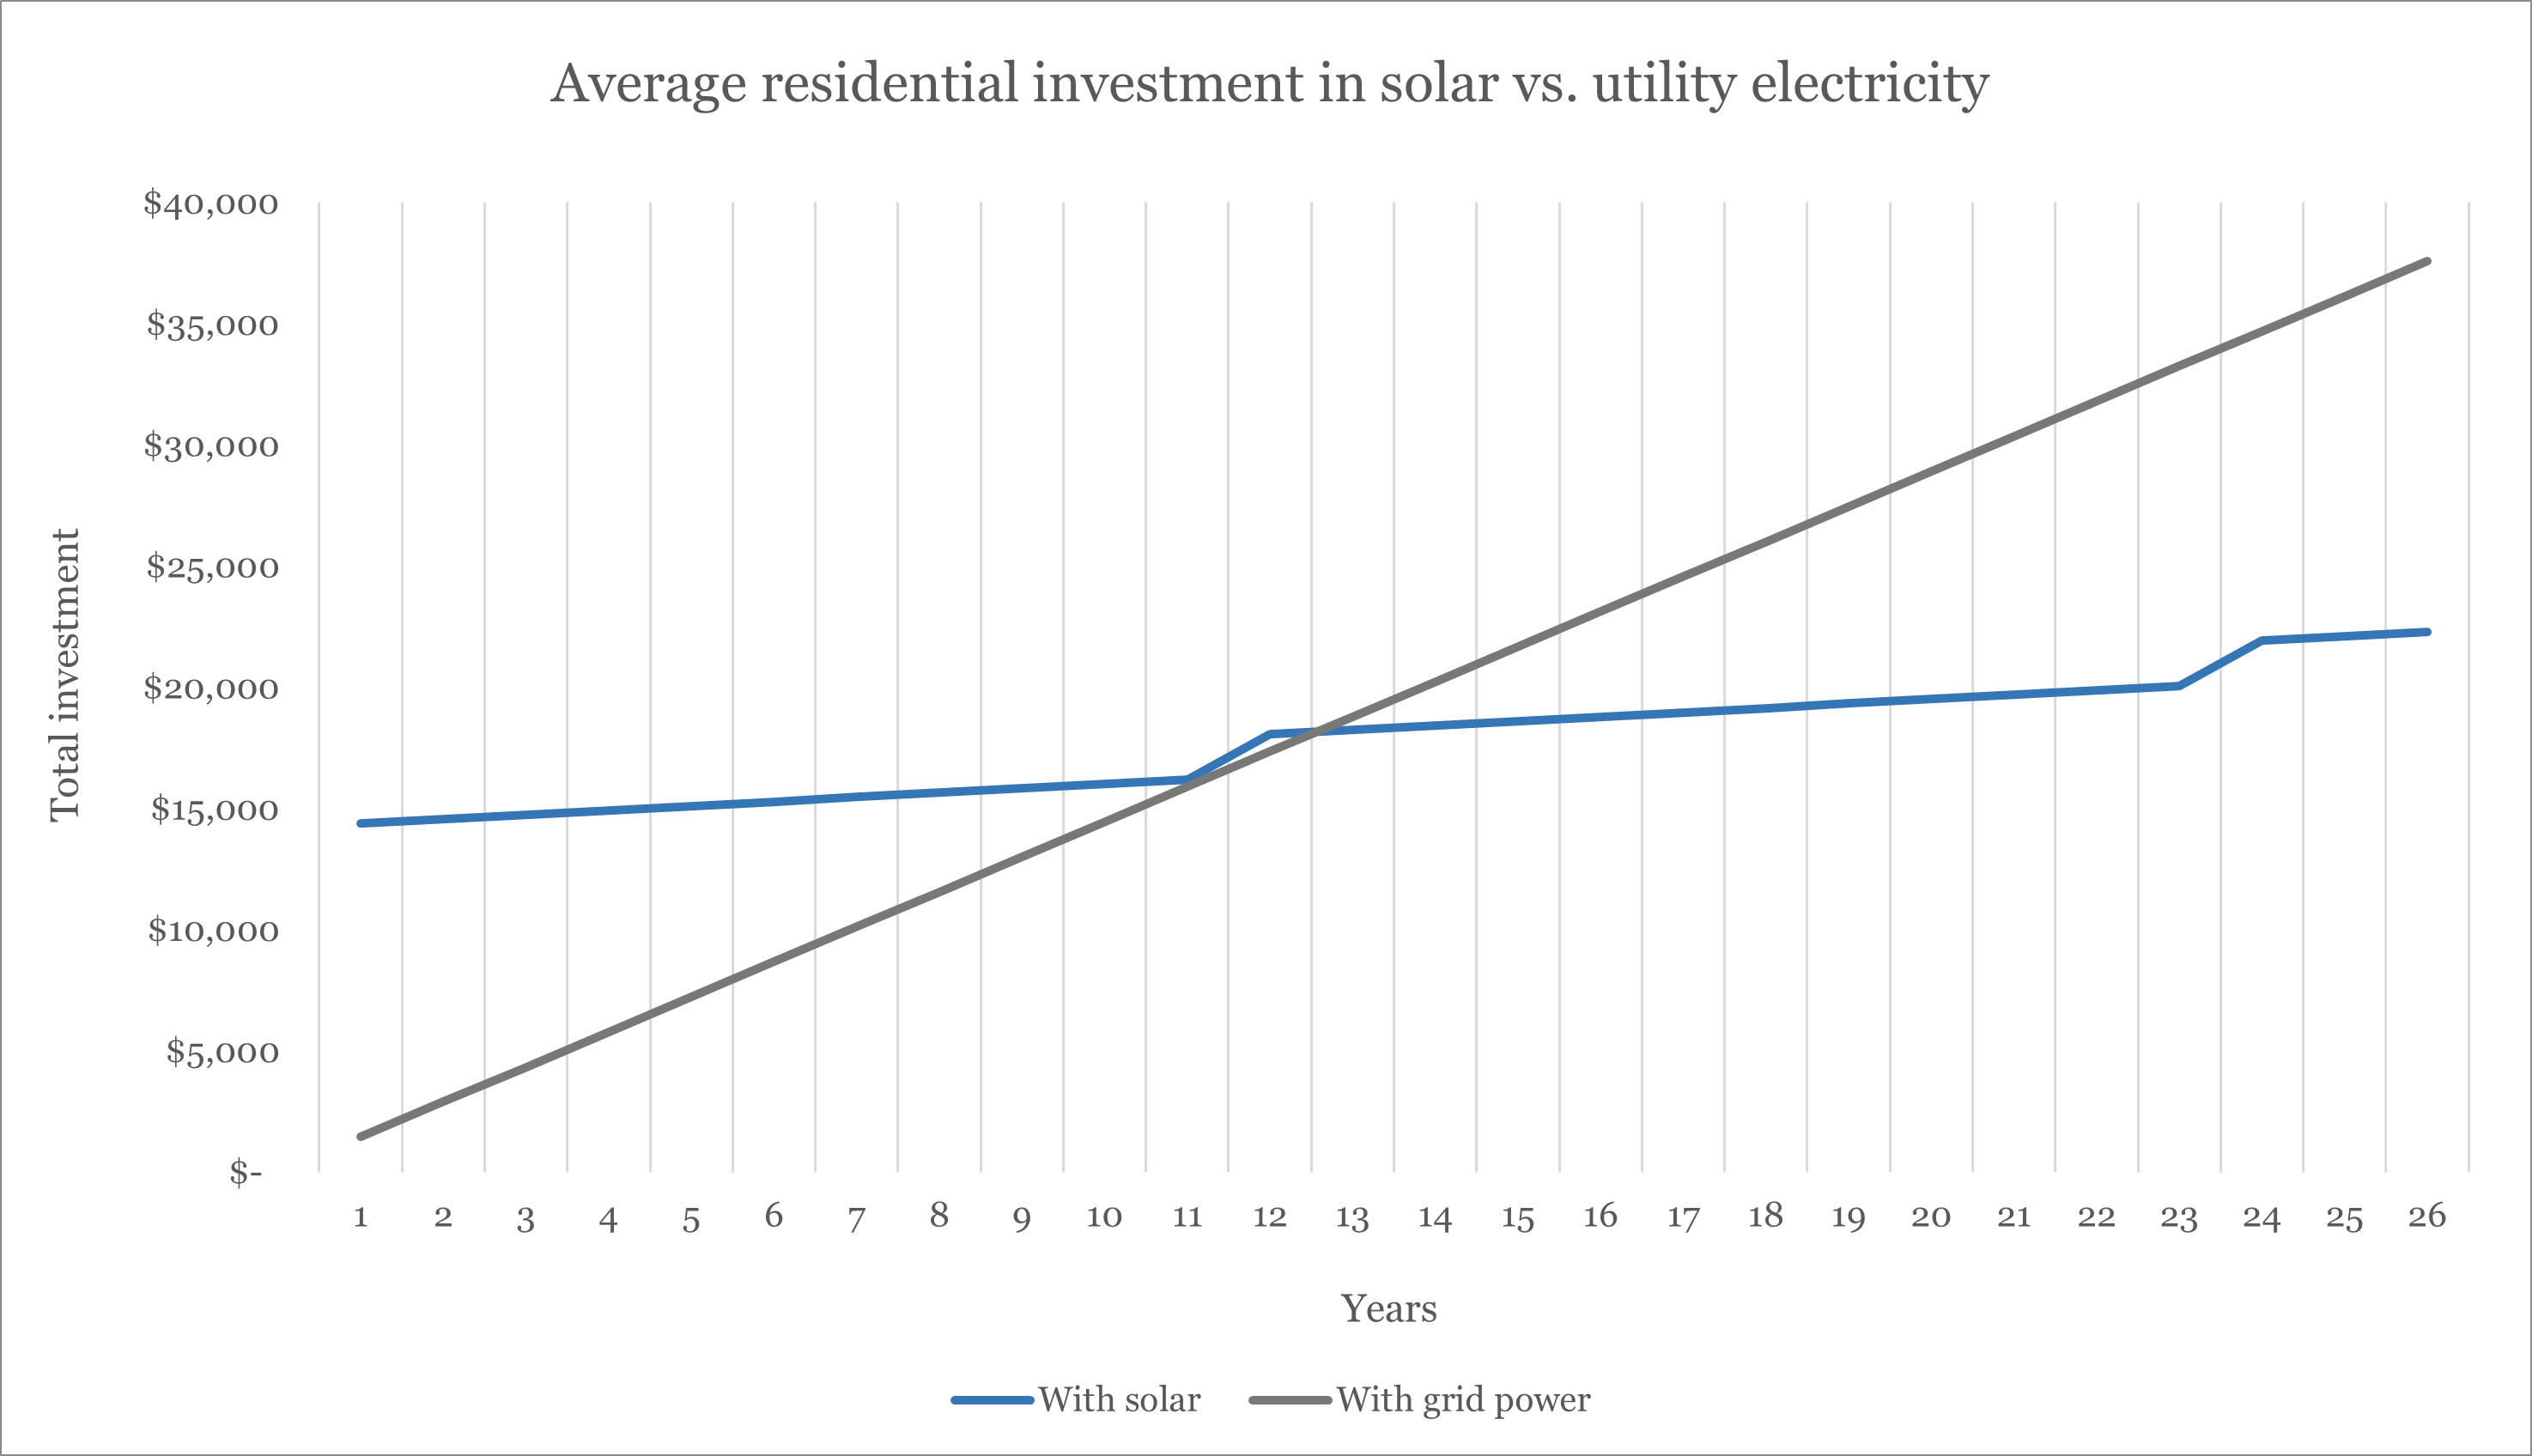 Average residential investment in solar vs. utility electricity
Total investment
$40,000
$35,000
$30,000
$25,000
$20,000
$15,000
$10,000
$5,000
$-
1 2 3 4 5 6 7 8 9 10 11 12 13 14 15 16 17 18 19 20 21 22 23 24 25 26
Years
With solar With grid power